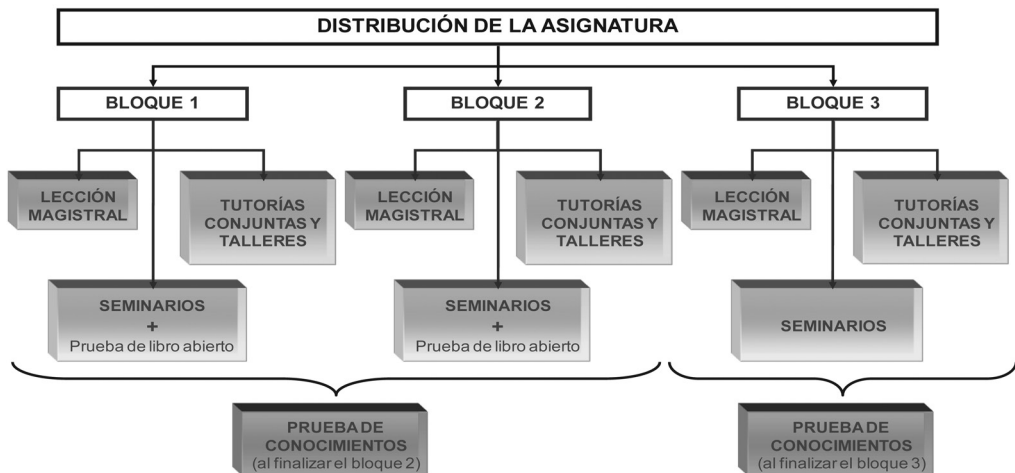 DISTRIBUCIÓN DE LA ASIGNATURA
BLOQUE 1
BLOQUE 2
BLOQUE 3
LECCIÓN
MAGISTRAL
TUTORÍAS
CONJUNTAS Y
TALLERES
LECCIÓN
MAGISTRAL
TUTORÍAS
CONJUNTAS Y
TALLERES
LECCIÓN
MAGISTRAL
TUTORÍAS
CONJUNTAS Y
TALLERES
SEMINARIOS
+
Prueba de libro abierto
SEMINARIOS
+
Prueba de libro abierto
SEMINARIOS
PRUEBA DE
CONOCIMIENTOS
(al finalizar el bloque 2)
PRUEBA DE
CONOCIMIENTOS
(al finalizar el bloque 3)